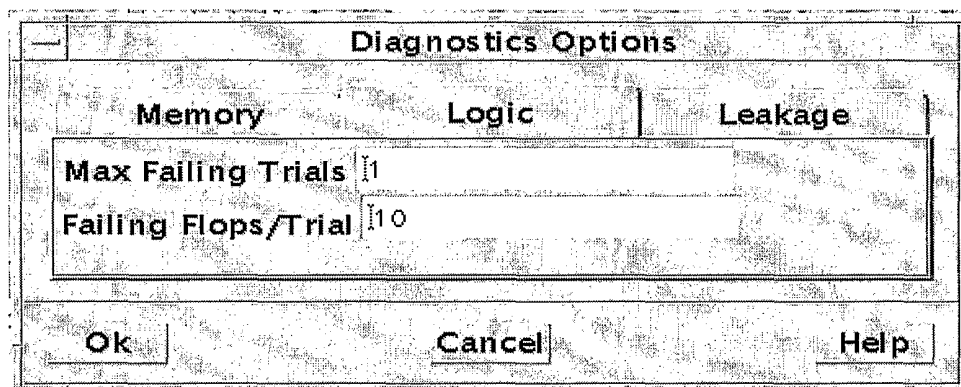 Diagnostics Options
Memory Logic Leakage
Max Failing Trials 1
Failing Flops/Trial 10
Ok Cancel Help